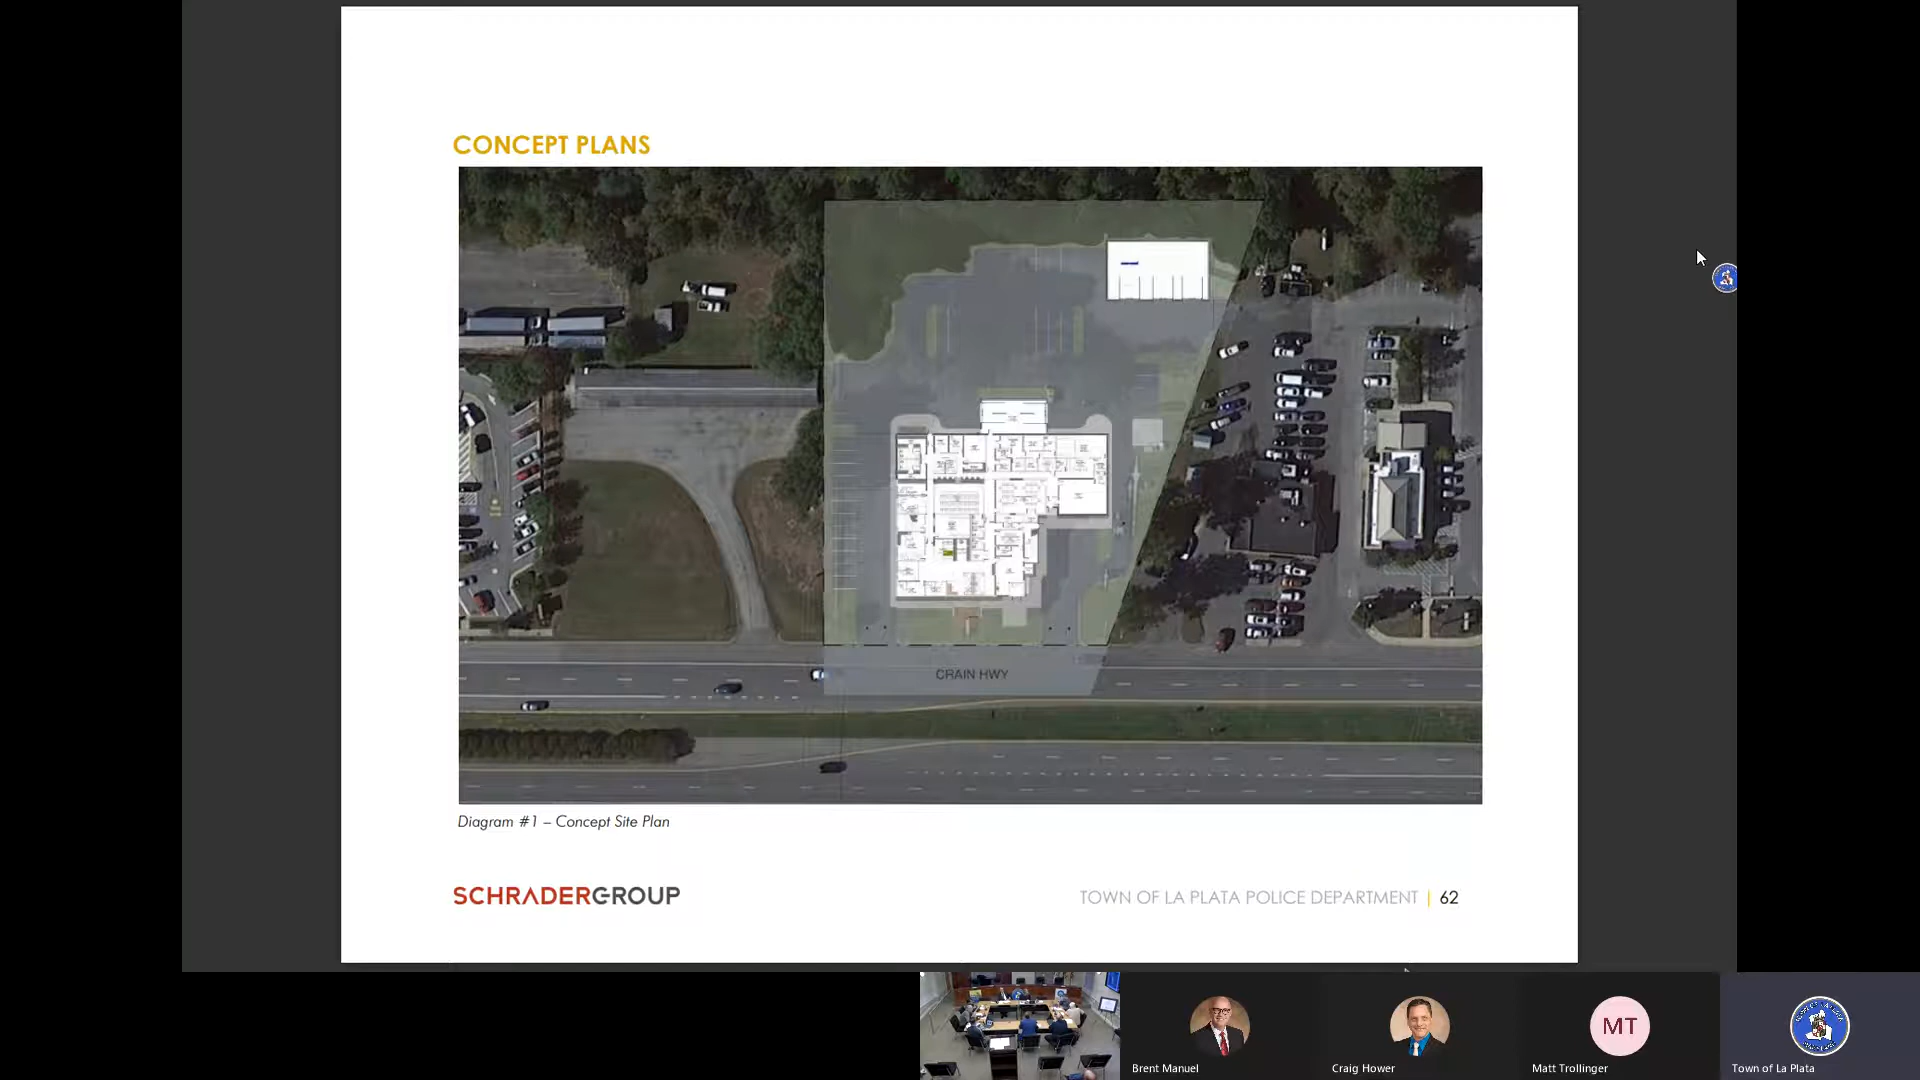 CONCEPT PLANS
CRAIN HWY
Diagram #1 – Concept Site Plan
SCHRADERGROUP
TOWN OF LA PLATA POLICE DEPARTMENT | 62
MT
Brent Manuel
Craig Hower
Matt Trollinger
Town of La Plata